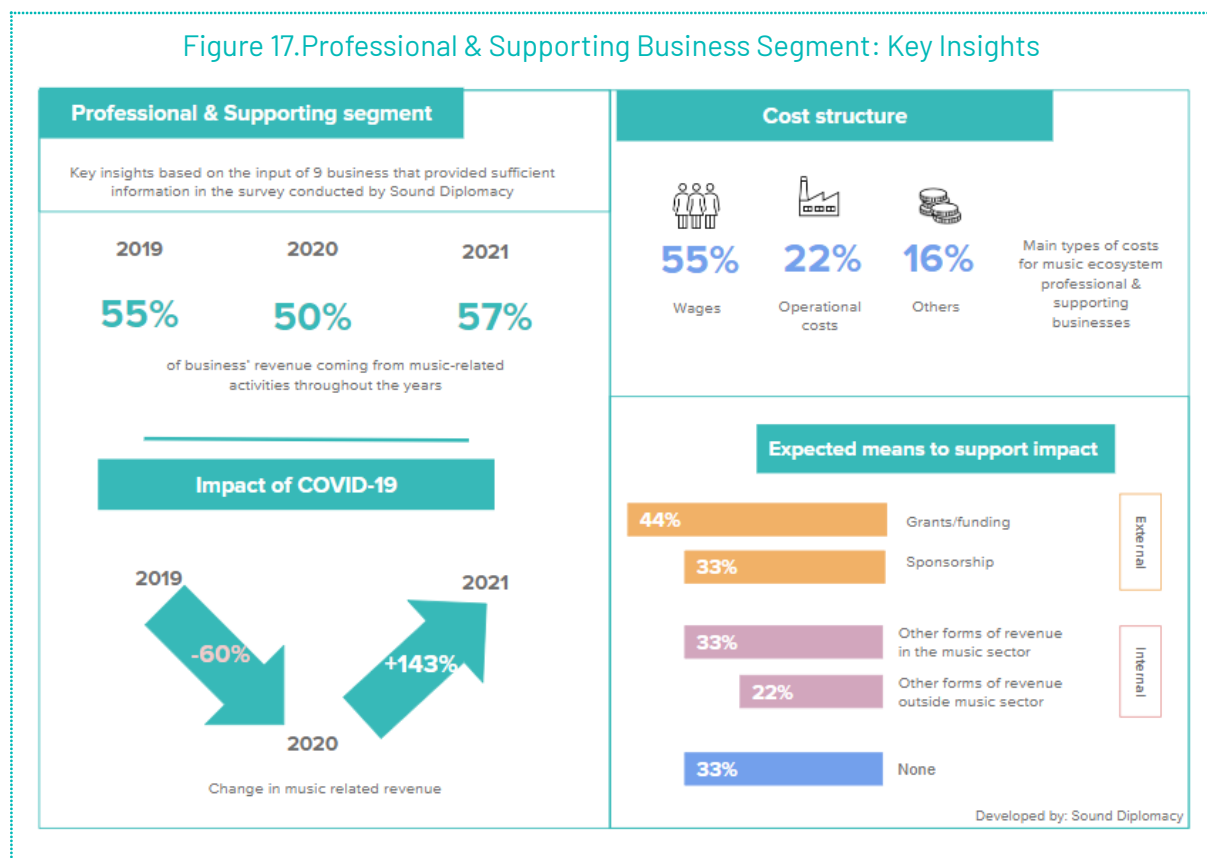 Figure 17.Professional & Supporting Business Segment: Key Insights
Professional & Supporting segment
Key insights based on the input of 9 business that provided sufficient
information in the survey conducted by Sound Diplomacy
2019
2020
2021
55%
50%
57%
of business' revenue coming from music-related
activities throughout the years
Impact of COVID-19
2019
2021
-60%
+143%
2020
Change in music related revenue
Cost structure
55%
22%
16%
Wages
Operational
costs
Others
Main types of costs
for music ecosystem
professional &
supporting
businesses
Expected means to support impact
44%
Grants/funding
33%
Sponsorship
External
33%
Other forms of revenue
in the music sector
22%
Other forms of revenue
outside music sector
Internal
33%
None
Developed by: Sound Diplomacy